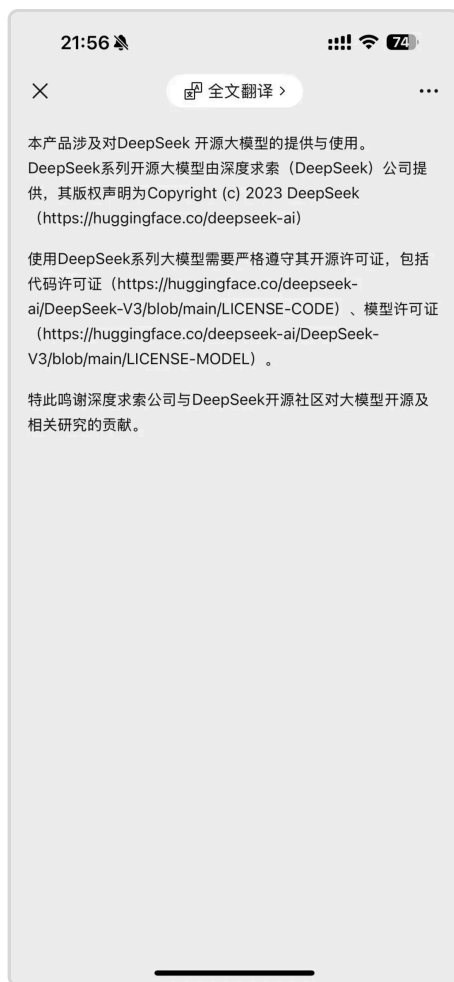 21:56
74
全文翻译
本产品涉及对DeepSeek 开源大模型的提供与使用。
DeepSeek系列开源大模型由深度求索（DeepSeek）公司提
供，其版权声明为Copyright (c) 2023 DeepSeek
（https://huggingface.co/deepseek-ai)
使用DeepSeek系列大模型需要严格遵守其开源许可证，包括
代码许可证（https://huggingface.co/deepseek-
ai/DeepSeek-V3/blob/main/LICENSE-CODE）、模型许可证
（https://huggingface.co/deepseek-ai/DeepSeek-
V3/blob/main/LICENSE-MODEL）。
特此鸣谢深度求索公司与DeepSeek开源社区对大模型开源及
相关研究的贡献。